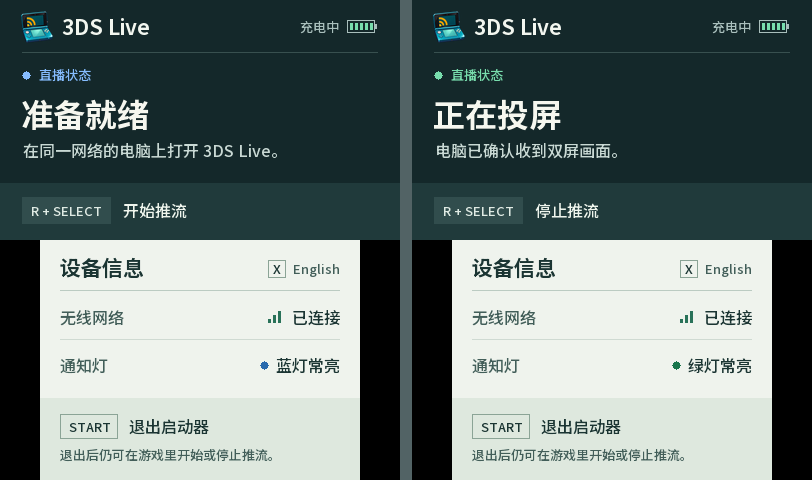 3DS Live
充电中
直播状态
准备就绪
在同一网络的电脑上打开 3DS Live。
R + SELECT 开始推流
设备信息
X English
无线网络 已连接
通知灯 蓝灯常亮
START 退出启动器
退出后仍可在游戏里开始或停止推流。
3DS Live
充电中
直播状态
正在投屏
电脑已确认收到双屏画面。
R + SELECT 停止推流
设备信息
X English
无线网络 已连接
通知灯 绿灯常亮
START 退出启动器
退出后仍可在游戏里开始或停止推流。